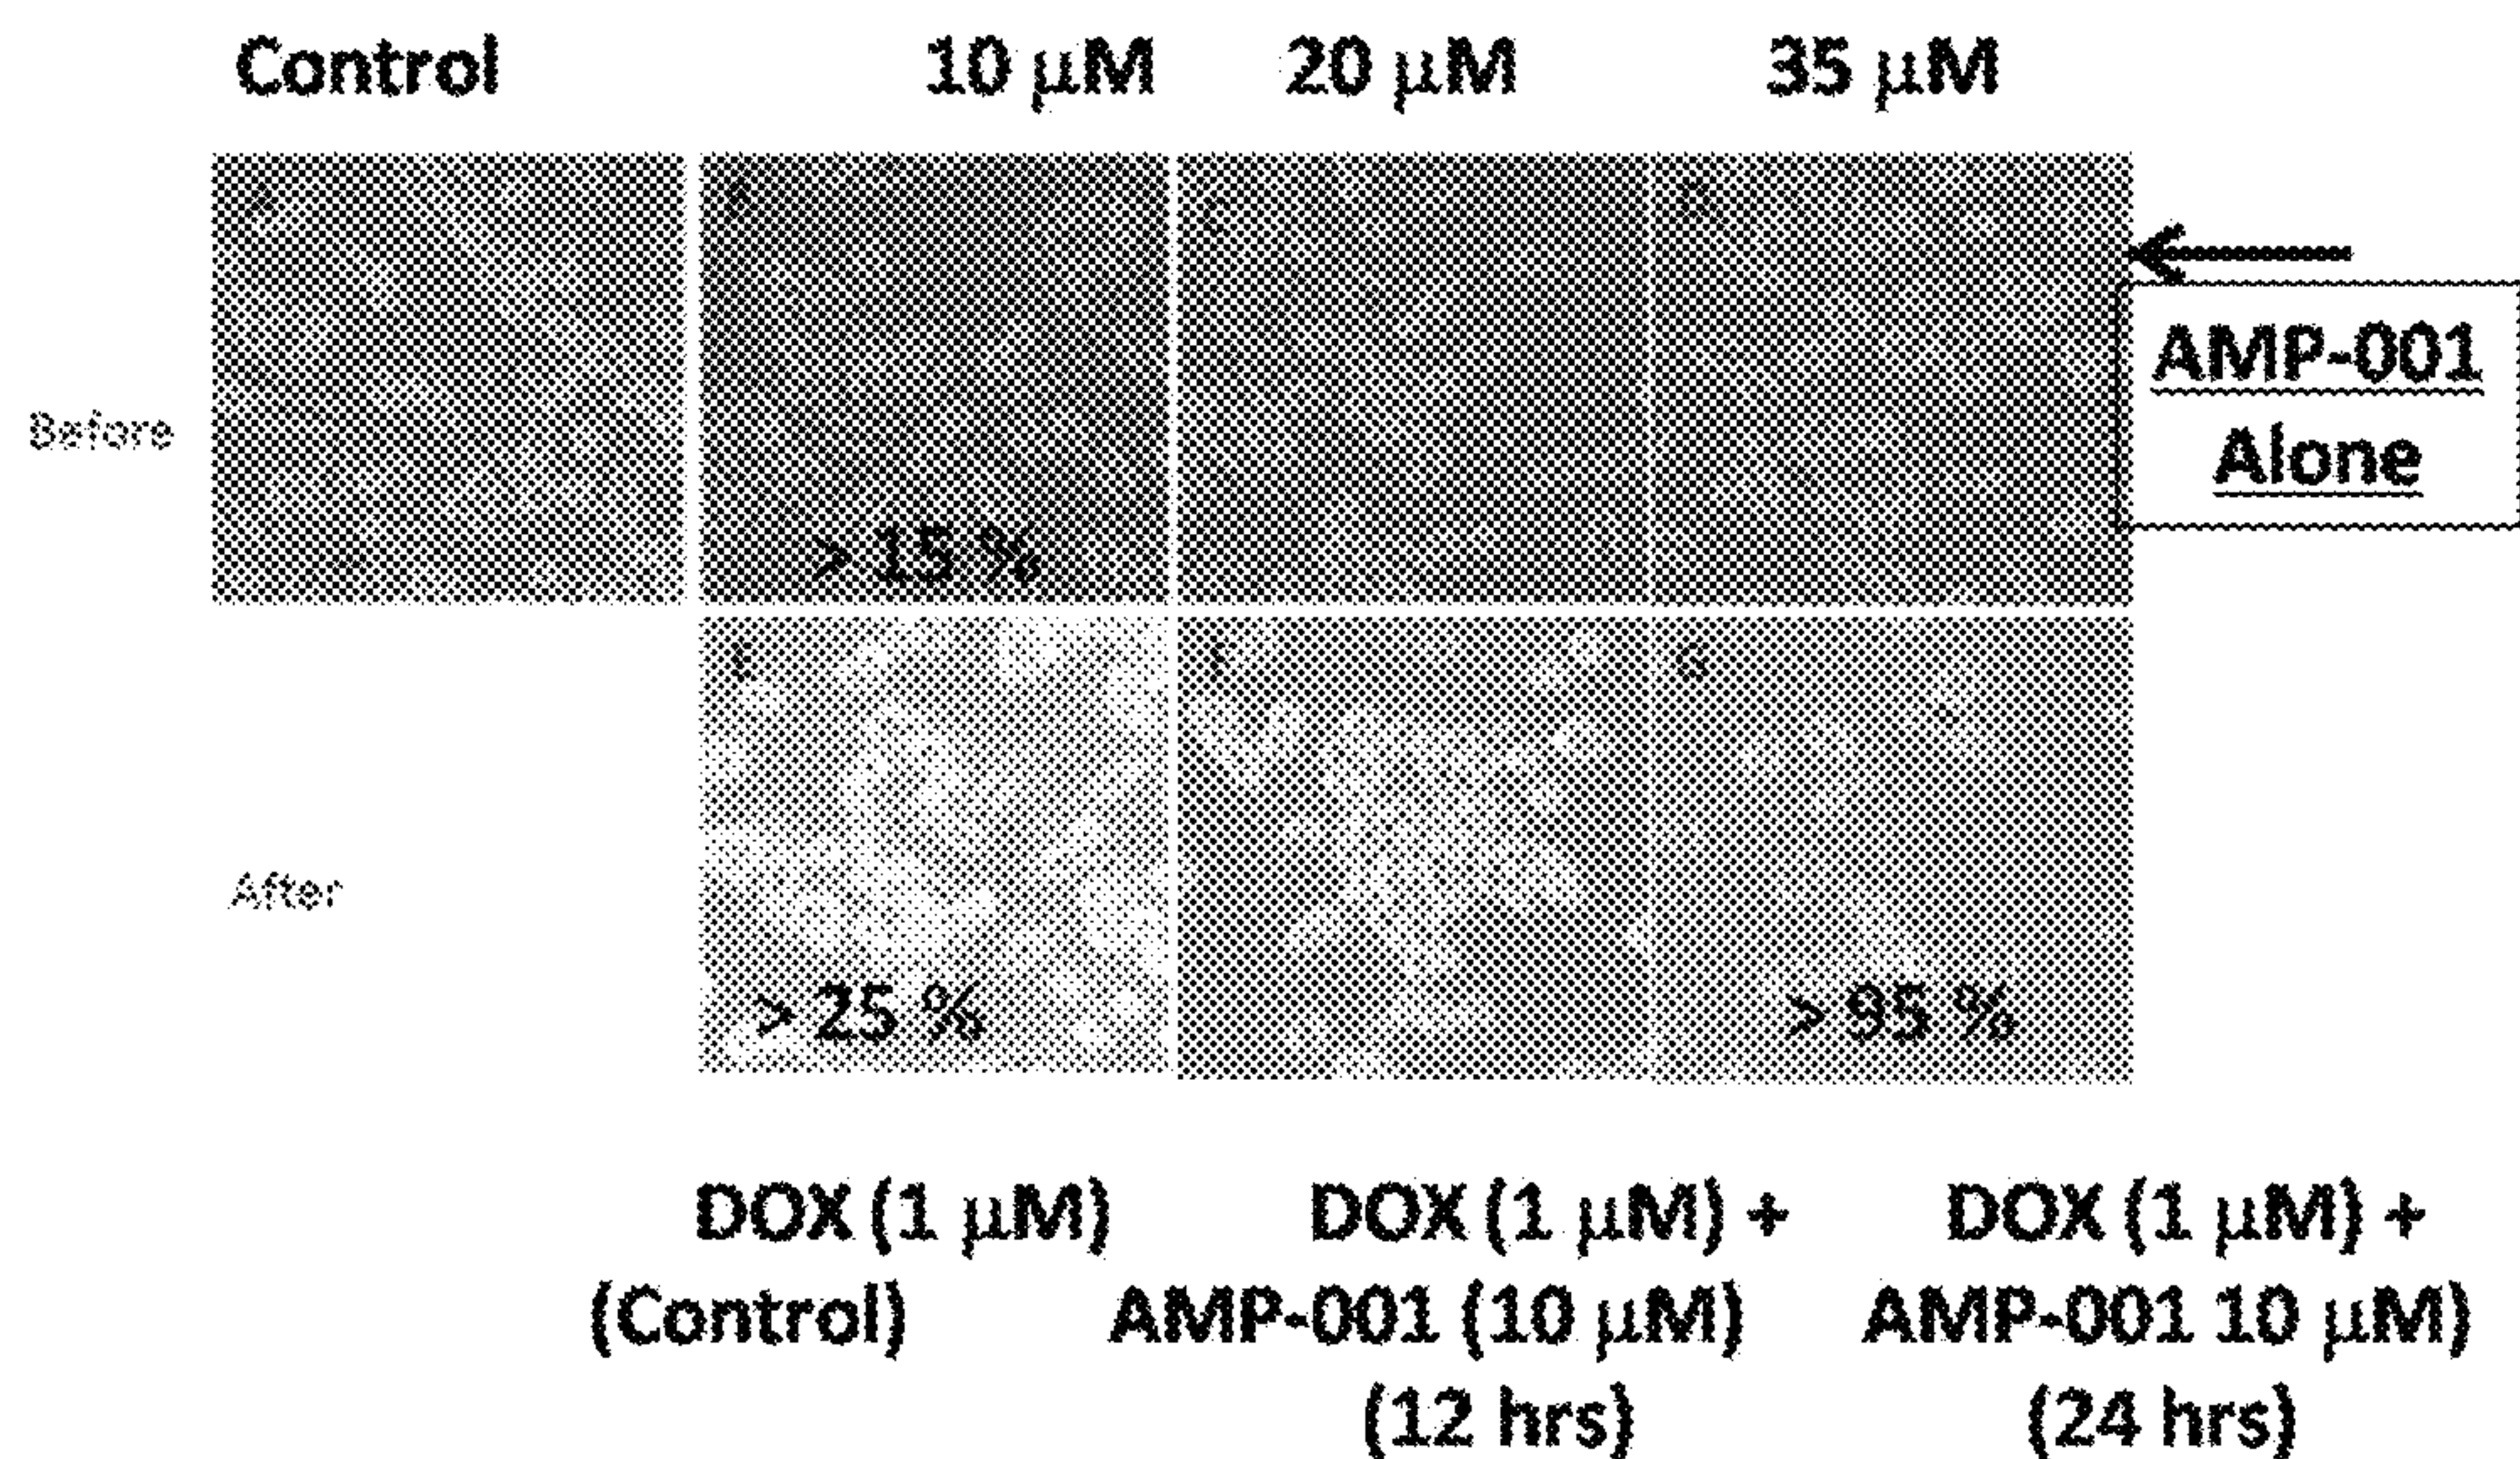 Control 10 µM 20 µM 35 µM
A
A
C
D
Before
AMP-001
Alone
> 15 %
E
F
G
After
> 25 %
> 95 %
DOX (1 µM)
(Control)
DOX (1 µM) +
AMP-001 (10 µM)
(12 hrs)
DOX (1 µM) +
AMP-001 10 µM)
(24 hrs)